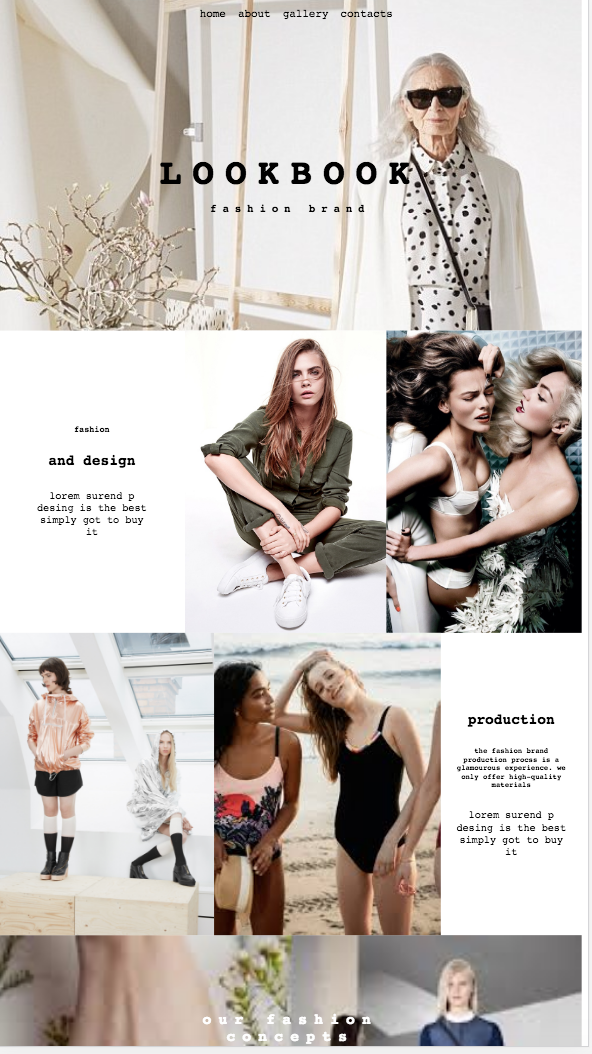 home about gallery contacts
LOOKBOOK
fashion brand
fashion
and design
lorem surend p
desing is the best
simply got to buy
it
production
the fashion brand
production procss is a
glamourous experience. we
only offer high-quality
materials
lorem surend p
desing is the best
simply got to buy
it
our fashion
concepts